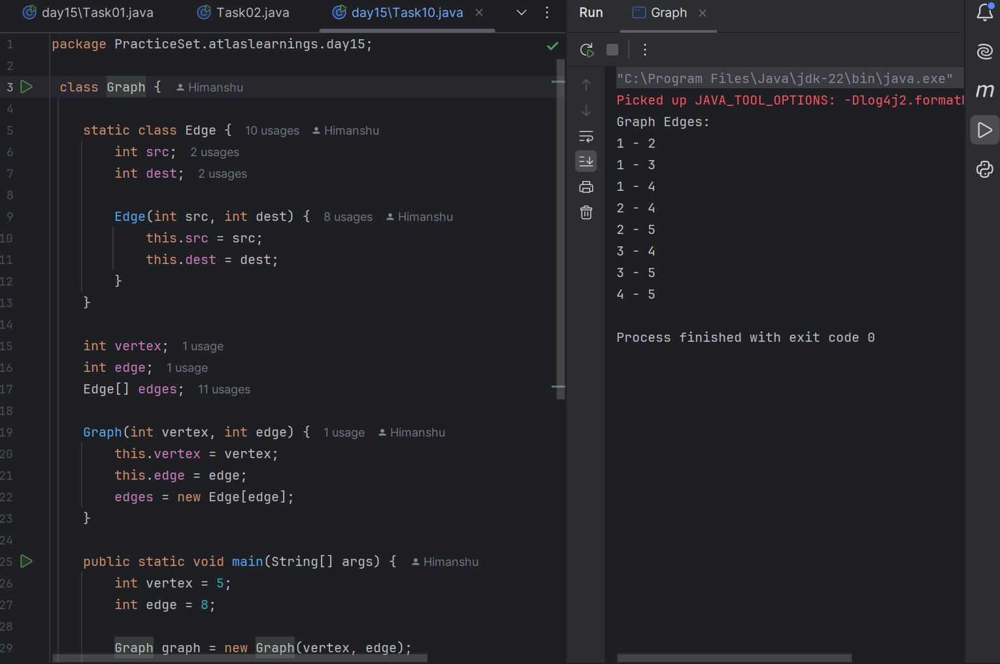 day15\Task01.java Task02.java day15\Task10.java
1 package PracticeSet.atlaslearnings.day15;
2
3 class Graph { Himanshu
4
5 static class Edge { 10 usages Himanshu
6 int src; 2 usages
7 int dest; 2 usages
8
9 Edge(int src, int dest) { 8 usages Himanshu
10 this.src = src;
11 this.dest = dest;
12 }
13 }
14
15 int vertex; 1 usage
16 int edge; 1 usage
17 Edge[] edges; 11 usages
18
19 Graph(int vertex, int edge) { 1 usage Himanshu
20 this.vertex = vertex;
21 this.edge = edge;
22 edges = new Edge[edge];
23 }
24
25 public static void main(String[] args) { Himanshu
26 int vertex = 5;
27 int edge = 8;
28
29 Graph graph = new Graph(vertex, edge);
Run Graph
"C:\Program Files\Java\jdk-22\bin\java.exe"
Picked up JAVA_TOOL_OPTIONS: -Dlog4j2.format
Graph Edges:
1 - 2
1 - 3
1 - 4
2 - 4
2 - 5
3 - 4
3 - 5
4 - 5
Process finished with exit code 0
m